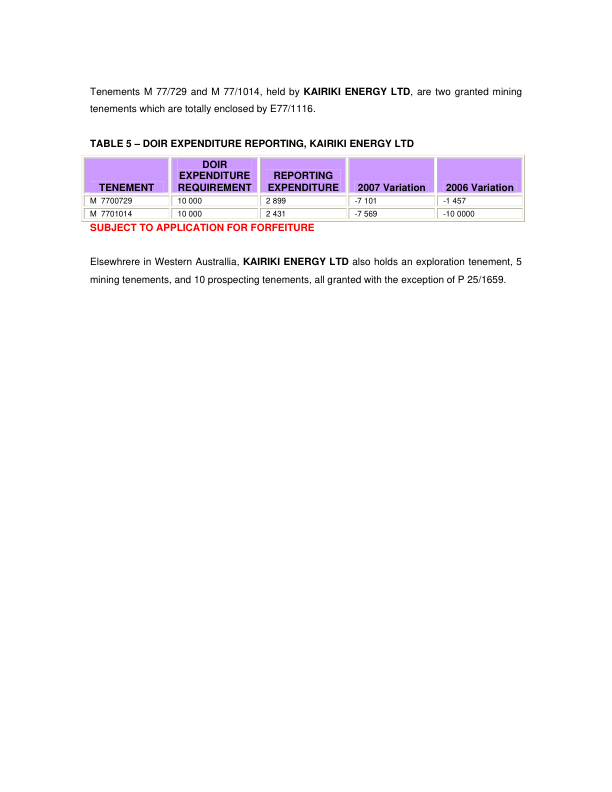 Tenements M 77/729 and M 77/1014, held by KAIRIKI ENERGY LTD, are two granted mining
tenements which are totally enclosed by E77/1116.
TABLE 5 – DOIR EXPENDITURE REPORTING, KAIRIKI ENERGY LTD
TENEMENT DOIR EXPENDITURE REQUIREMENT REPORTING EXPENDITURE 2007 Variation 2006 Variation
M 7700729 10 000 2 899 -7 101 -1 457
M 7701014 10 000 2 431 -7 569 -10 0000
SUBJECT TO APPLICATION FOR FORFEITURE
Elsewhrere in Western Australlia, KAIRIKI ENERGY LTD also holds an exploration tenement, 5
mining tenements, and 10 prospecting tenements, all granted with the exception of P 25/1659.